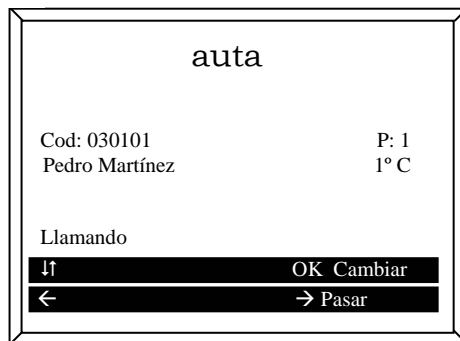 auta
Cod: 030101 P: 1
Pedro Martínez 1º C
Llamando
↓↑ OK Cambiar
← → Pasar